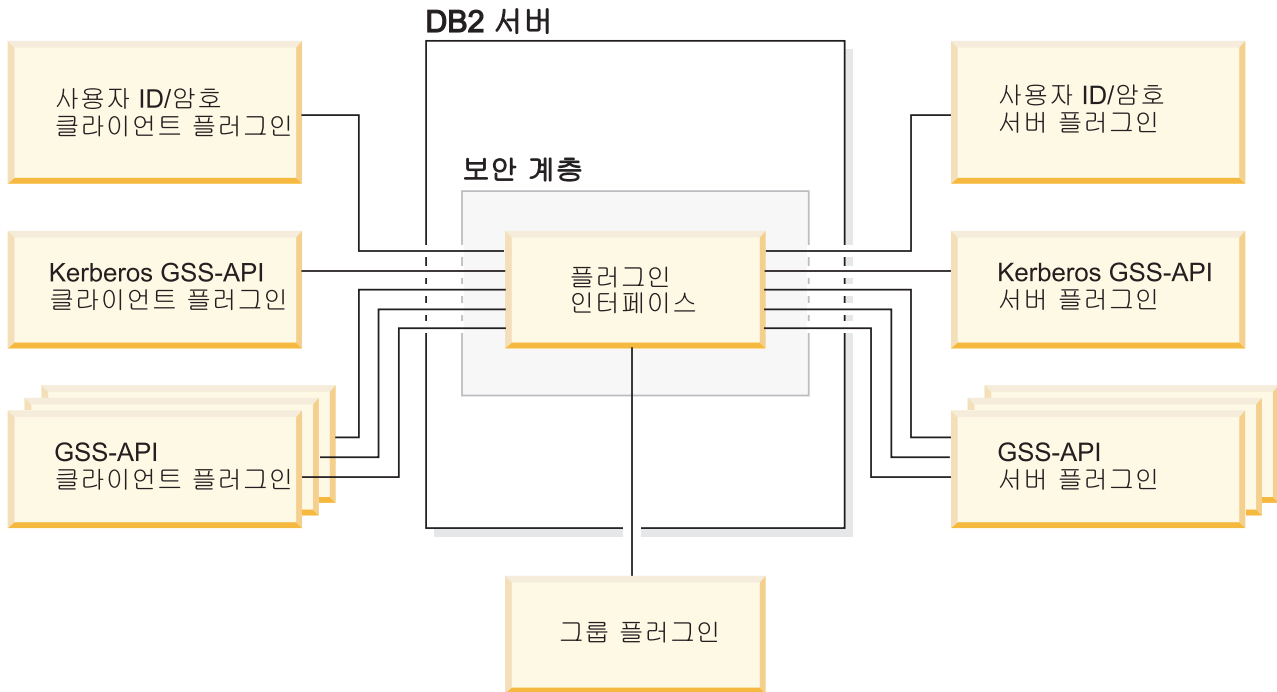 DB2 서버
사용자 ID/암호
클라이언트 플러그인
사용자 ID/암호
서버 플러그인
보안 계층
Kerberos GSS-API
클라이언트 플러그인
플러그인
인터페이스
Kerberos GSS-API
서버 플러그인
GSS-API
클라이언트 플러그인
GSS-API
서버 플러그인
그룹 플러그인